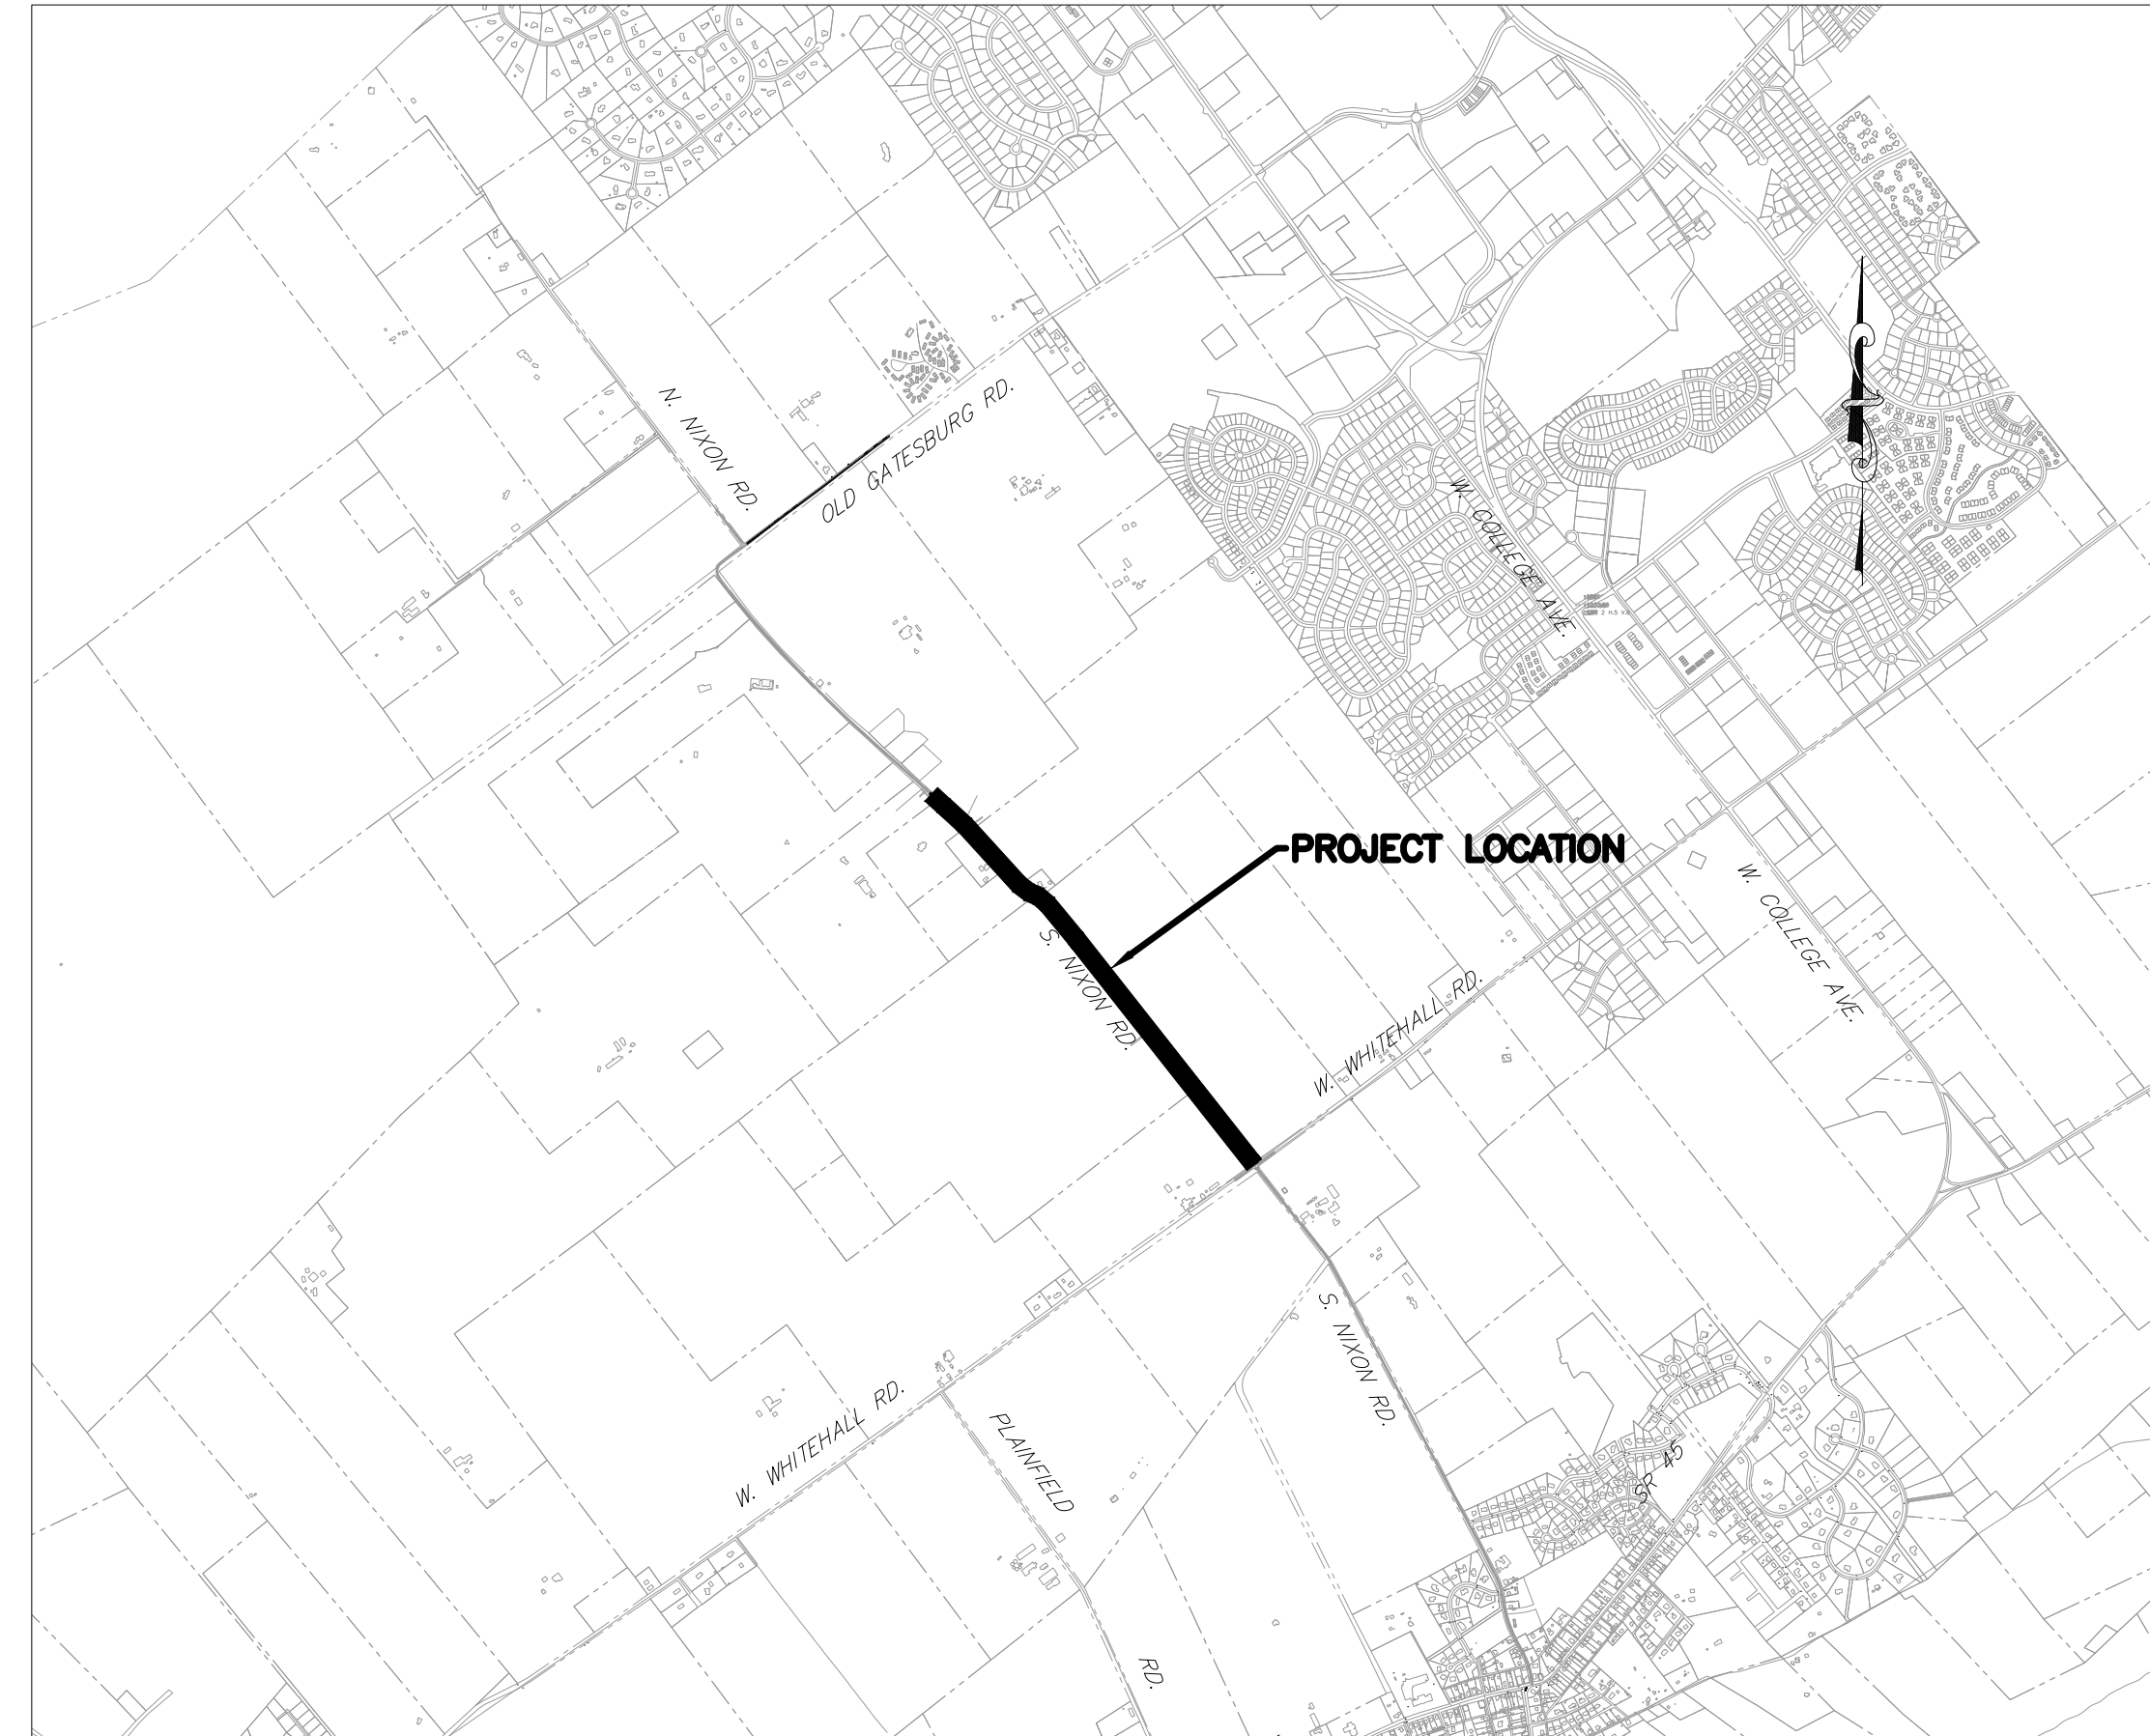 N. NIXON RD.
OLD GATESBURG RD.
W. COLLEGE AVE.
PROJECT LOCATION
W. COLLEGE AVE.
S. NIXON RD.
W. WHITEHALL RD.
S. NIXON RD.
W. WHITEHALL RD.
PLAINFIELD
RD.
SR 45